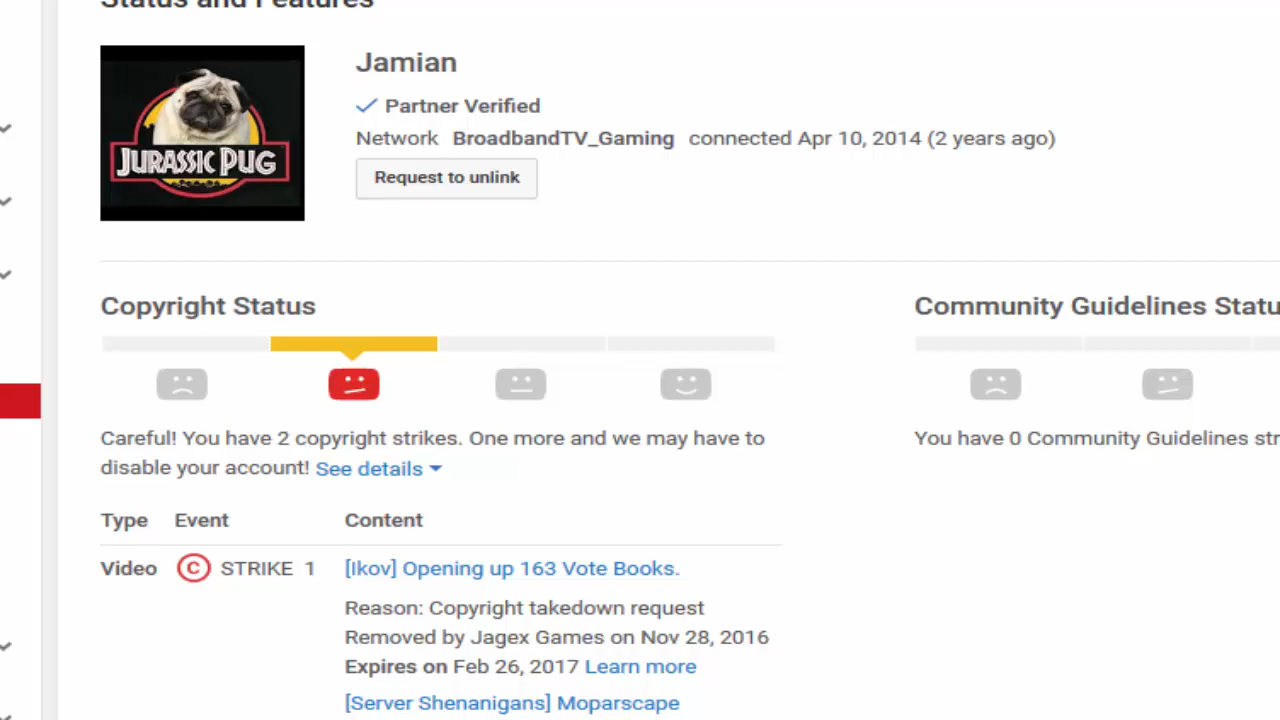 Status and Features
Jamian
JURASSIC PUG
Partner Verified
Network BroadbandTV_Gaming connected Apr 10, 2014 (2 years ago)
Request to unlink
Copyright Status
Careful! You have 2 copyright strikes. One more and we may have to
disable your account! See details
Type Event Content
Video C STRIKE 1 [Ikov] Opening up 163 Vote Books.
Reason: Copyright takedown request
Removed by Jagex Games on Nov 28, 2016
Expires on Feb 26, 2017 Learn more
[Server Shenanigans] Moparscape
Community Guidelines Statu
You have 0 Community Guidelines str